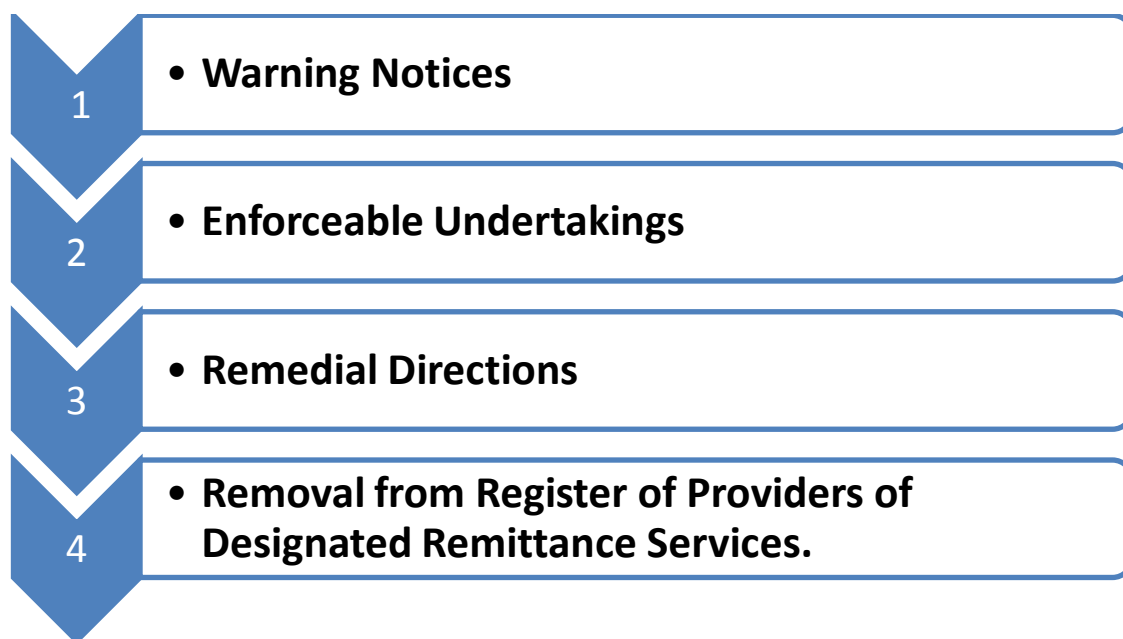 1
• Warning Notices
2
• Enforceable Undertakings
3
• Remedial Directions
4
• Removal from Register of Providers of
Designated Remittance Services.